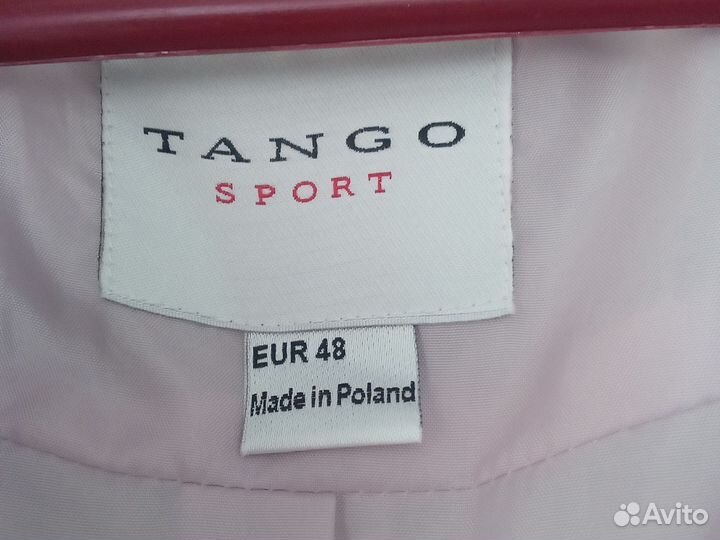 TANGO
SPORT
EUR 48
Made in Poland
Avito